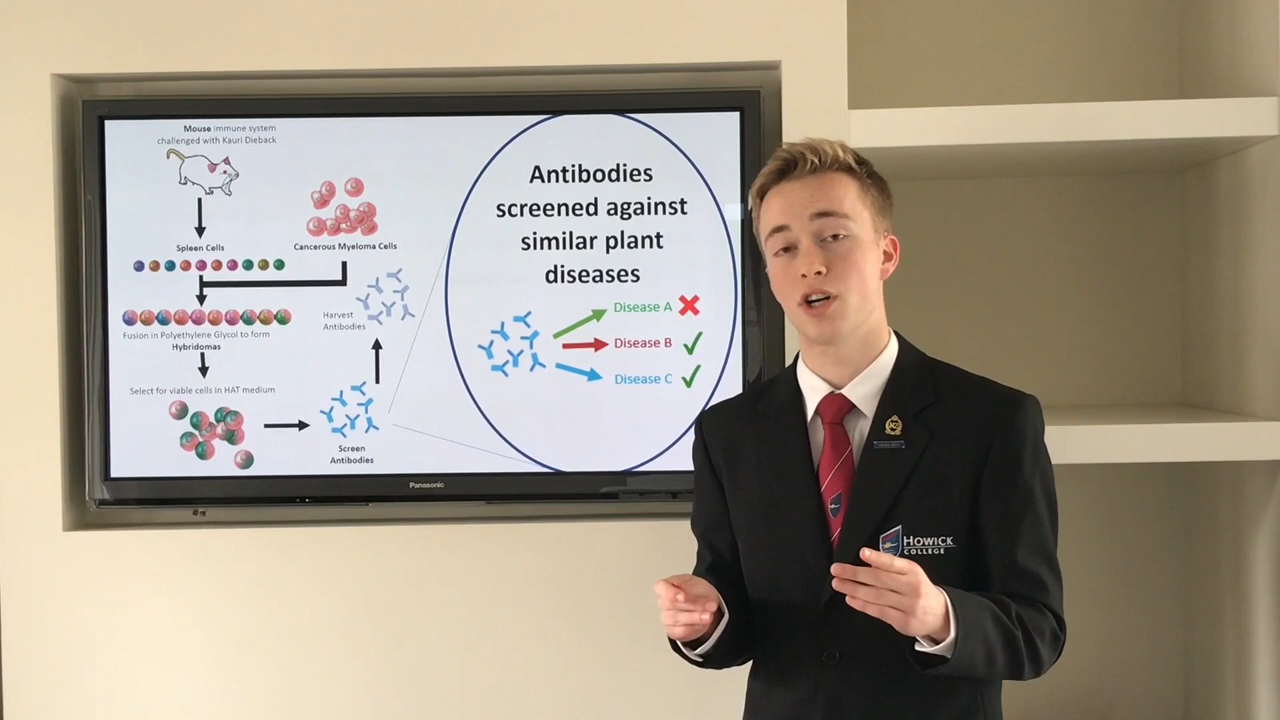 Mouse immune system
challenged with Kauri Dieback
Spleen Cells
Cancerous Myeloma Cells
Fusion in Polyethylene Glycol to form
Hybridomas
Select for viable cells in HAT medium
Harvest
Antibodies
Screen
Antibodies
Antibodies
screened against
similar plant
diseases
Disease A
Disease B
Disease C
Panasonic
HOWICK
COLLEGE